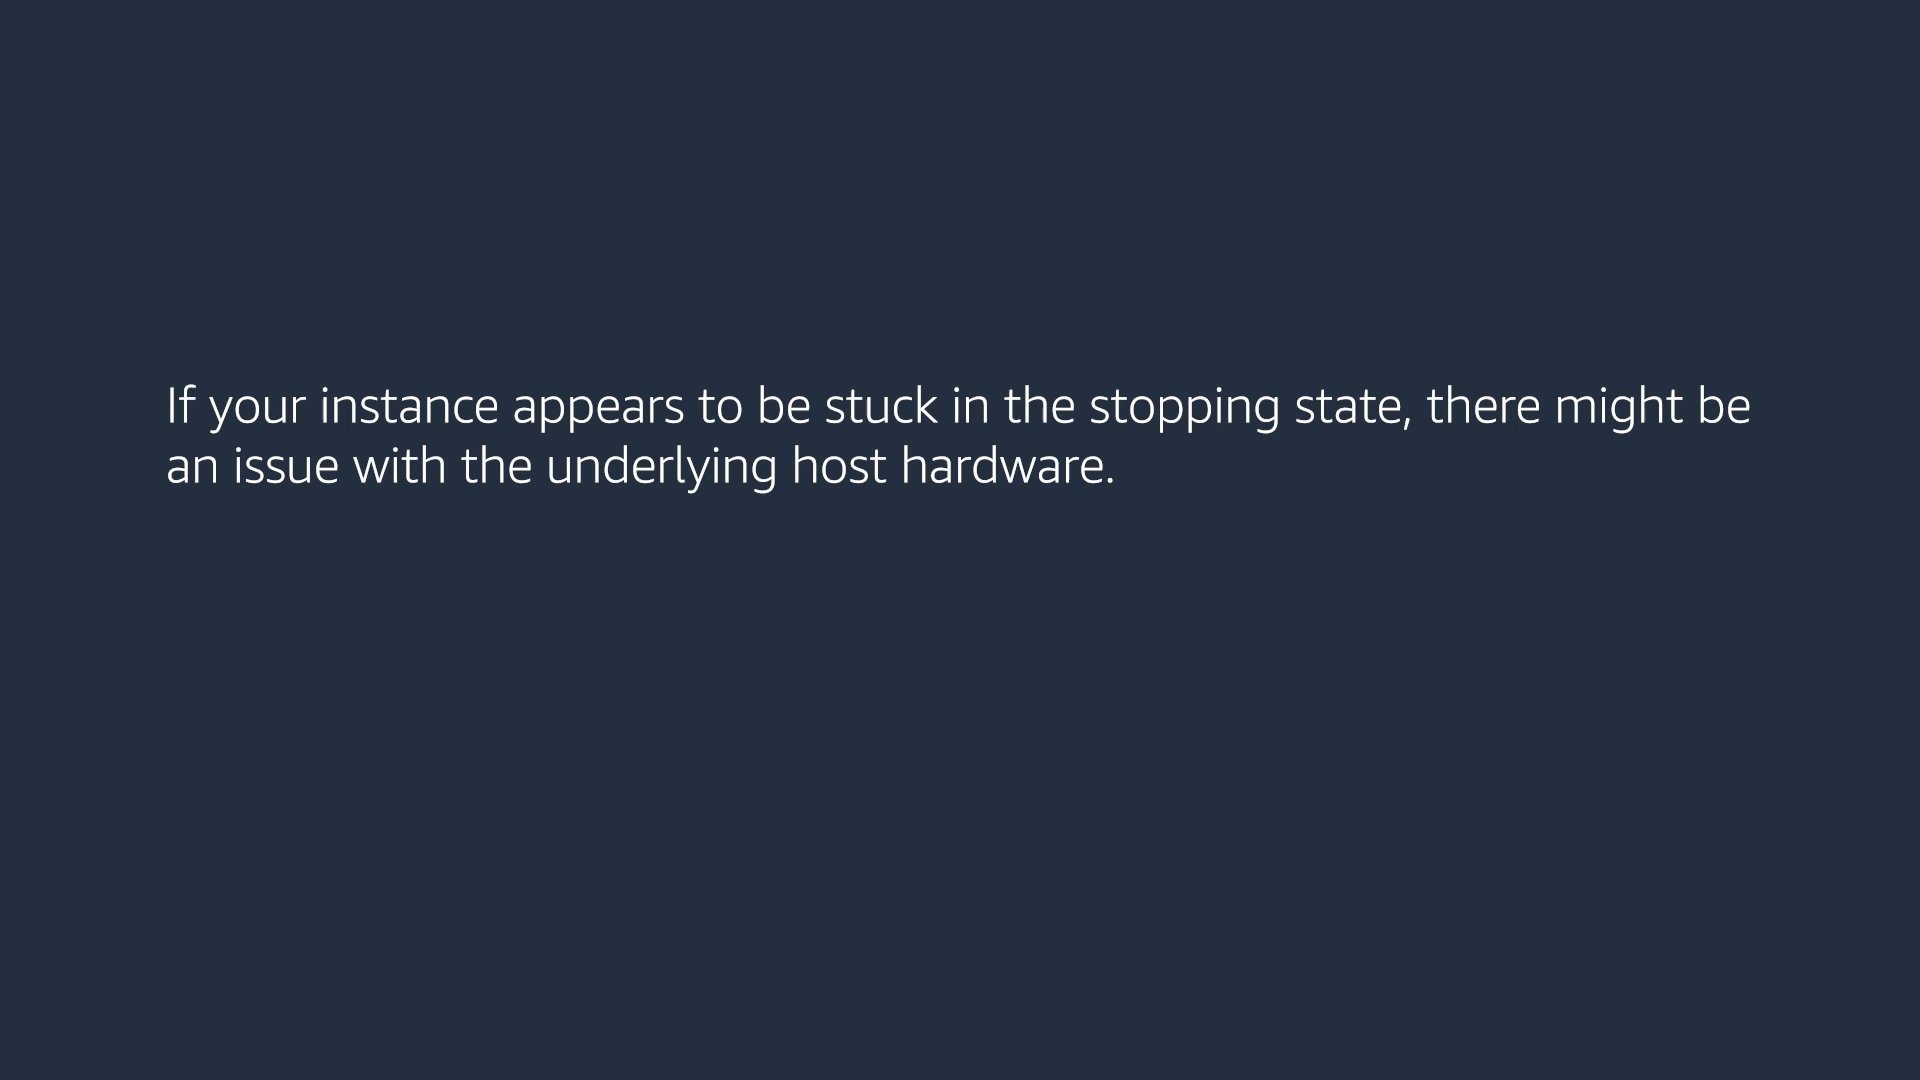 If your instance appears to be stuck in the stopping state, there might be
an issue with the underlying host hardware.